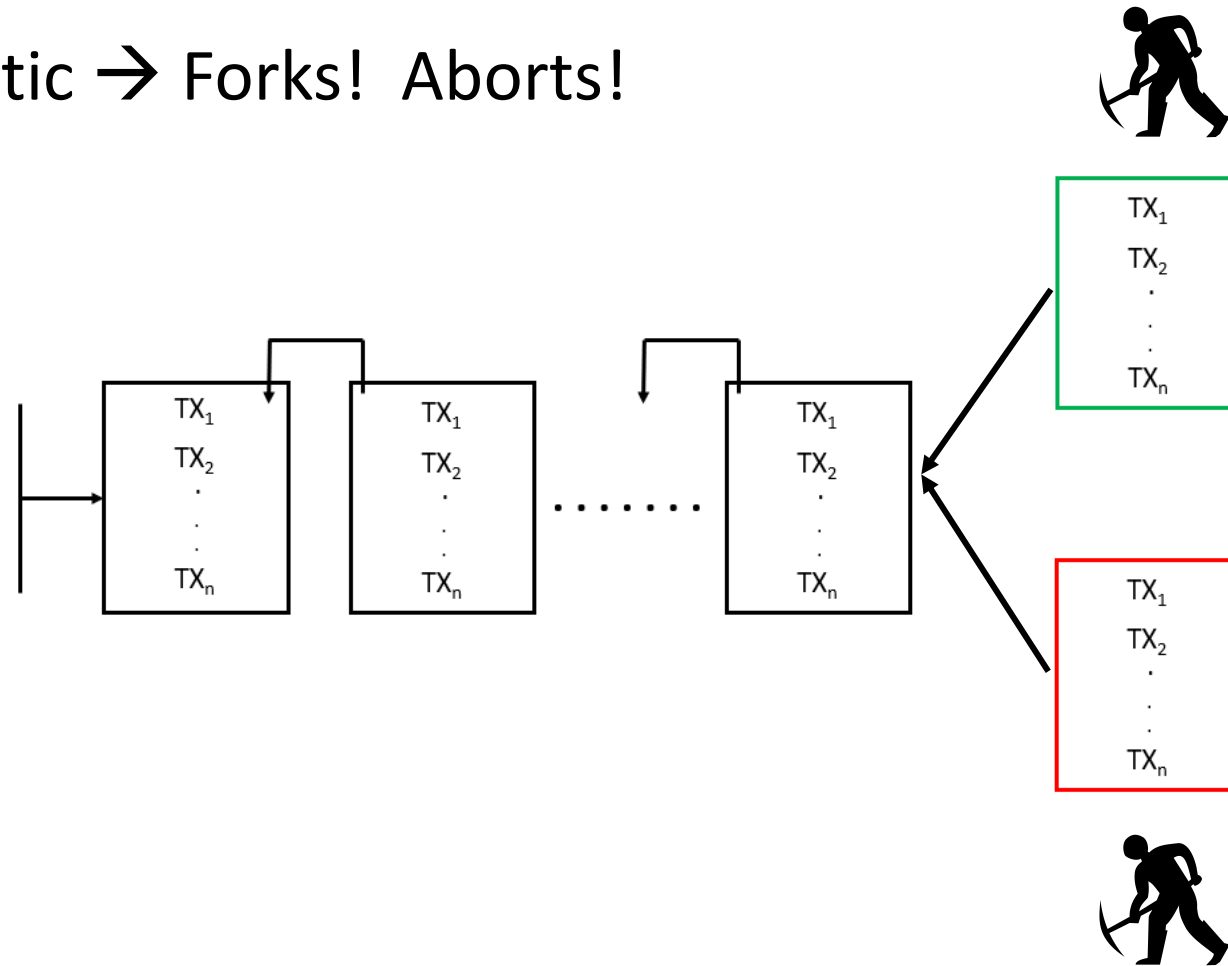 tic → Forks!  Aborts!
TX₁
TX₂
.
.
.
TXₙ
TX₁
TX₂
.
.
.
TXₙ
.......
TX₁
TX₂
.
.
.
TXₙ
TX₁
TX₂
.
.
.
TXₙ
TX₁
TX₂
.
.
.
TXₙ